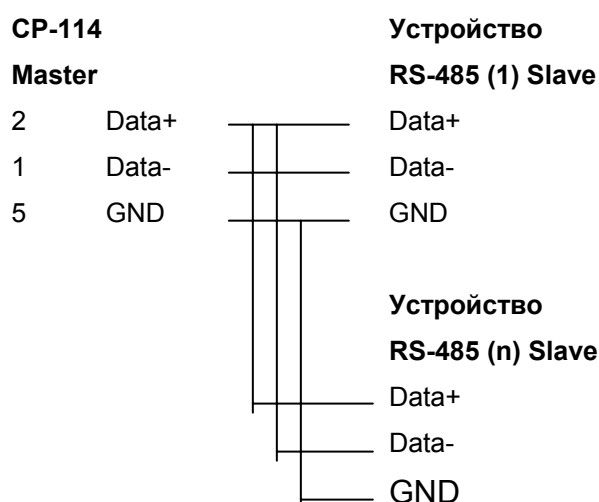 CP-114 Устройство
Master RS-485 (1) Slave
2 Data+ Data+
1 Data- Data-
5 GND GND
Устройство
RS-485 (n) Slave
Data+
Data-
GND